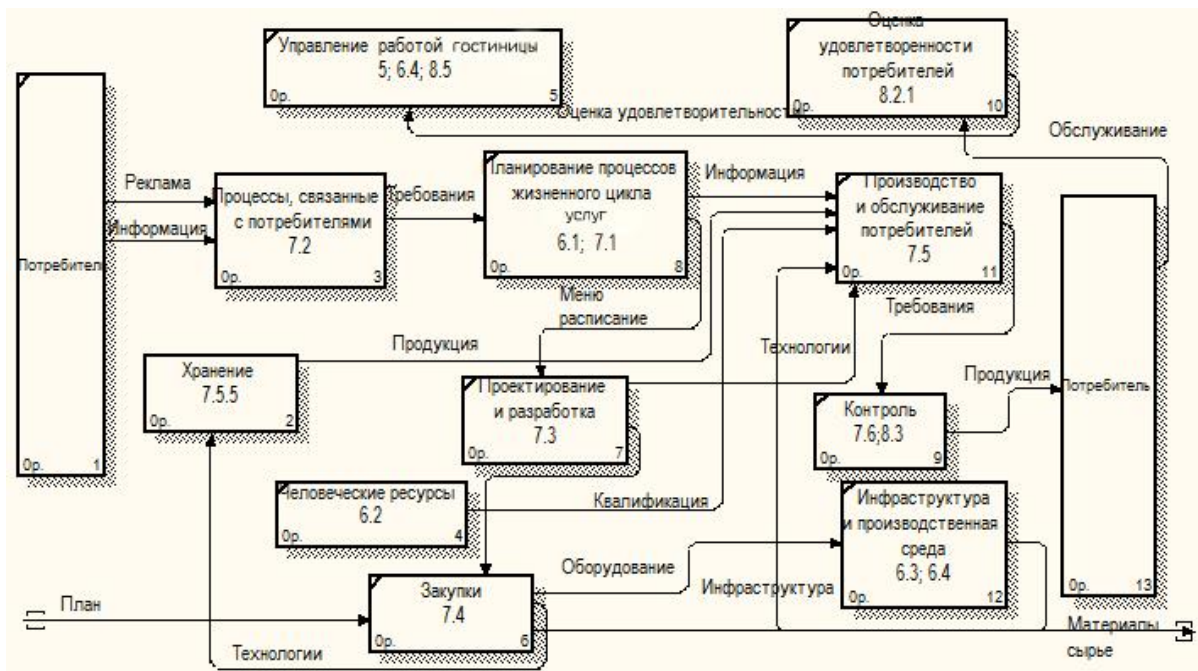 Управление работой гостиницы
5; 6.4; 8.5
0р.
5
Оценка
удовлетворенности
потребителей
8.2.1
0р.
10
Оценка удовлетворительность
Обслуживание
Потребитель
0р.
1
Реклама
Информация
Процессы, связанные
с потребителями
7.2
0р.
3
Требования
Планирование процессов
жизненного цикла
услуг
6.1; 7.1
0р.
8
Информация
Производство
и обслуживание
потребителей
7.5
0р.
11
Меню
расписание
Требования
Продукция
Технологии
Хранение
7.5.5
0р.
2
Проектирование
и разработка
7.3
0р.
7
Контроль
7.6;8.3
0р.
9
Продукция
Потребитель
0р.
13
Человеческие ресурсы
6.2
0р.
4
Квалификация
Инфраструктура
и производственная
среда
6.3; 6.4
0р.
12
Оборудование
Инфраструктура
План
Закупки
7.4
0р.
6
Технологии
Материалы
сырье